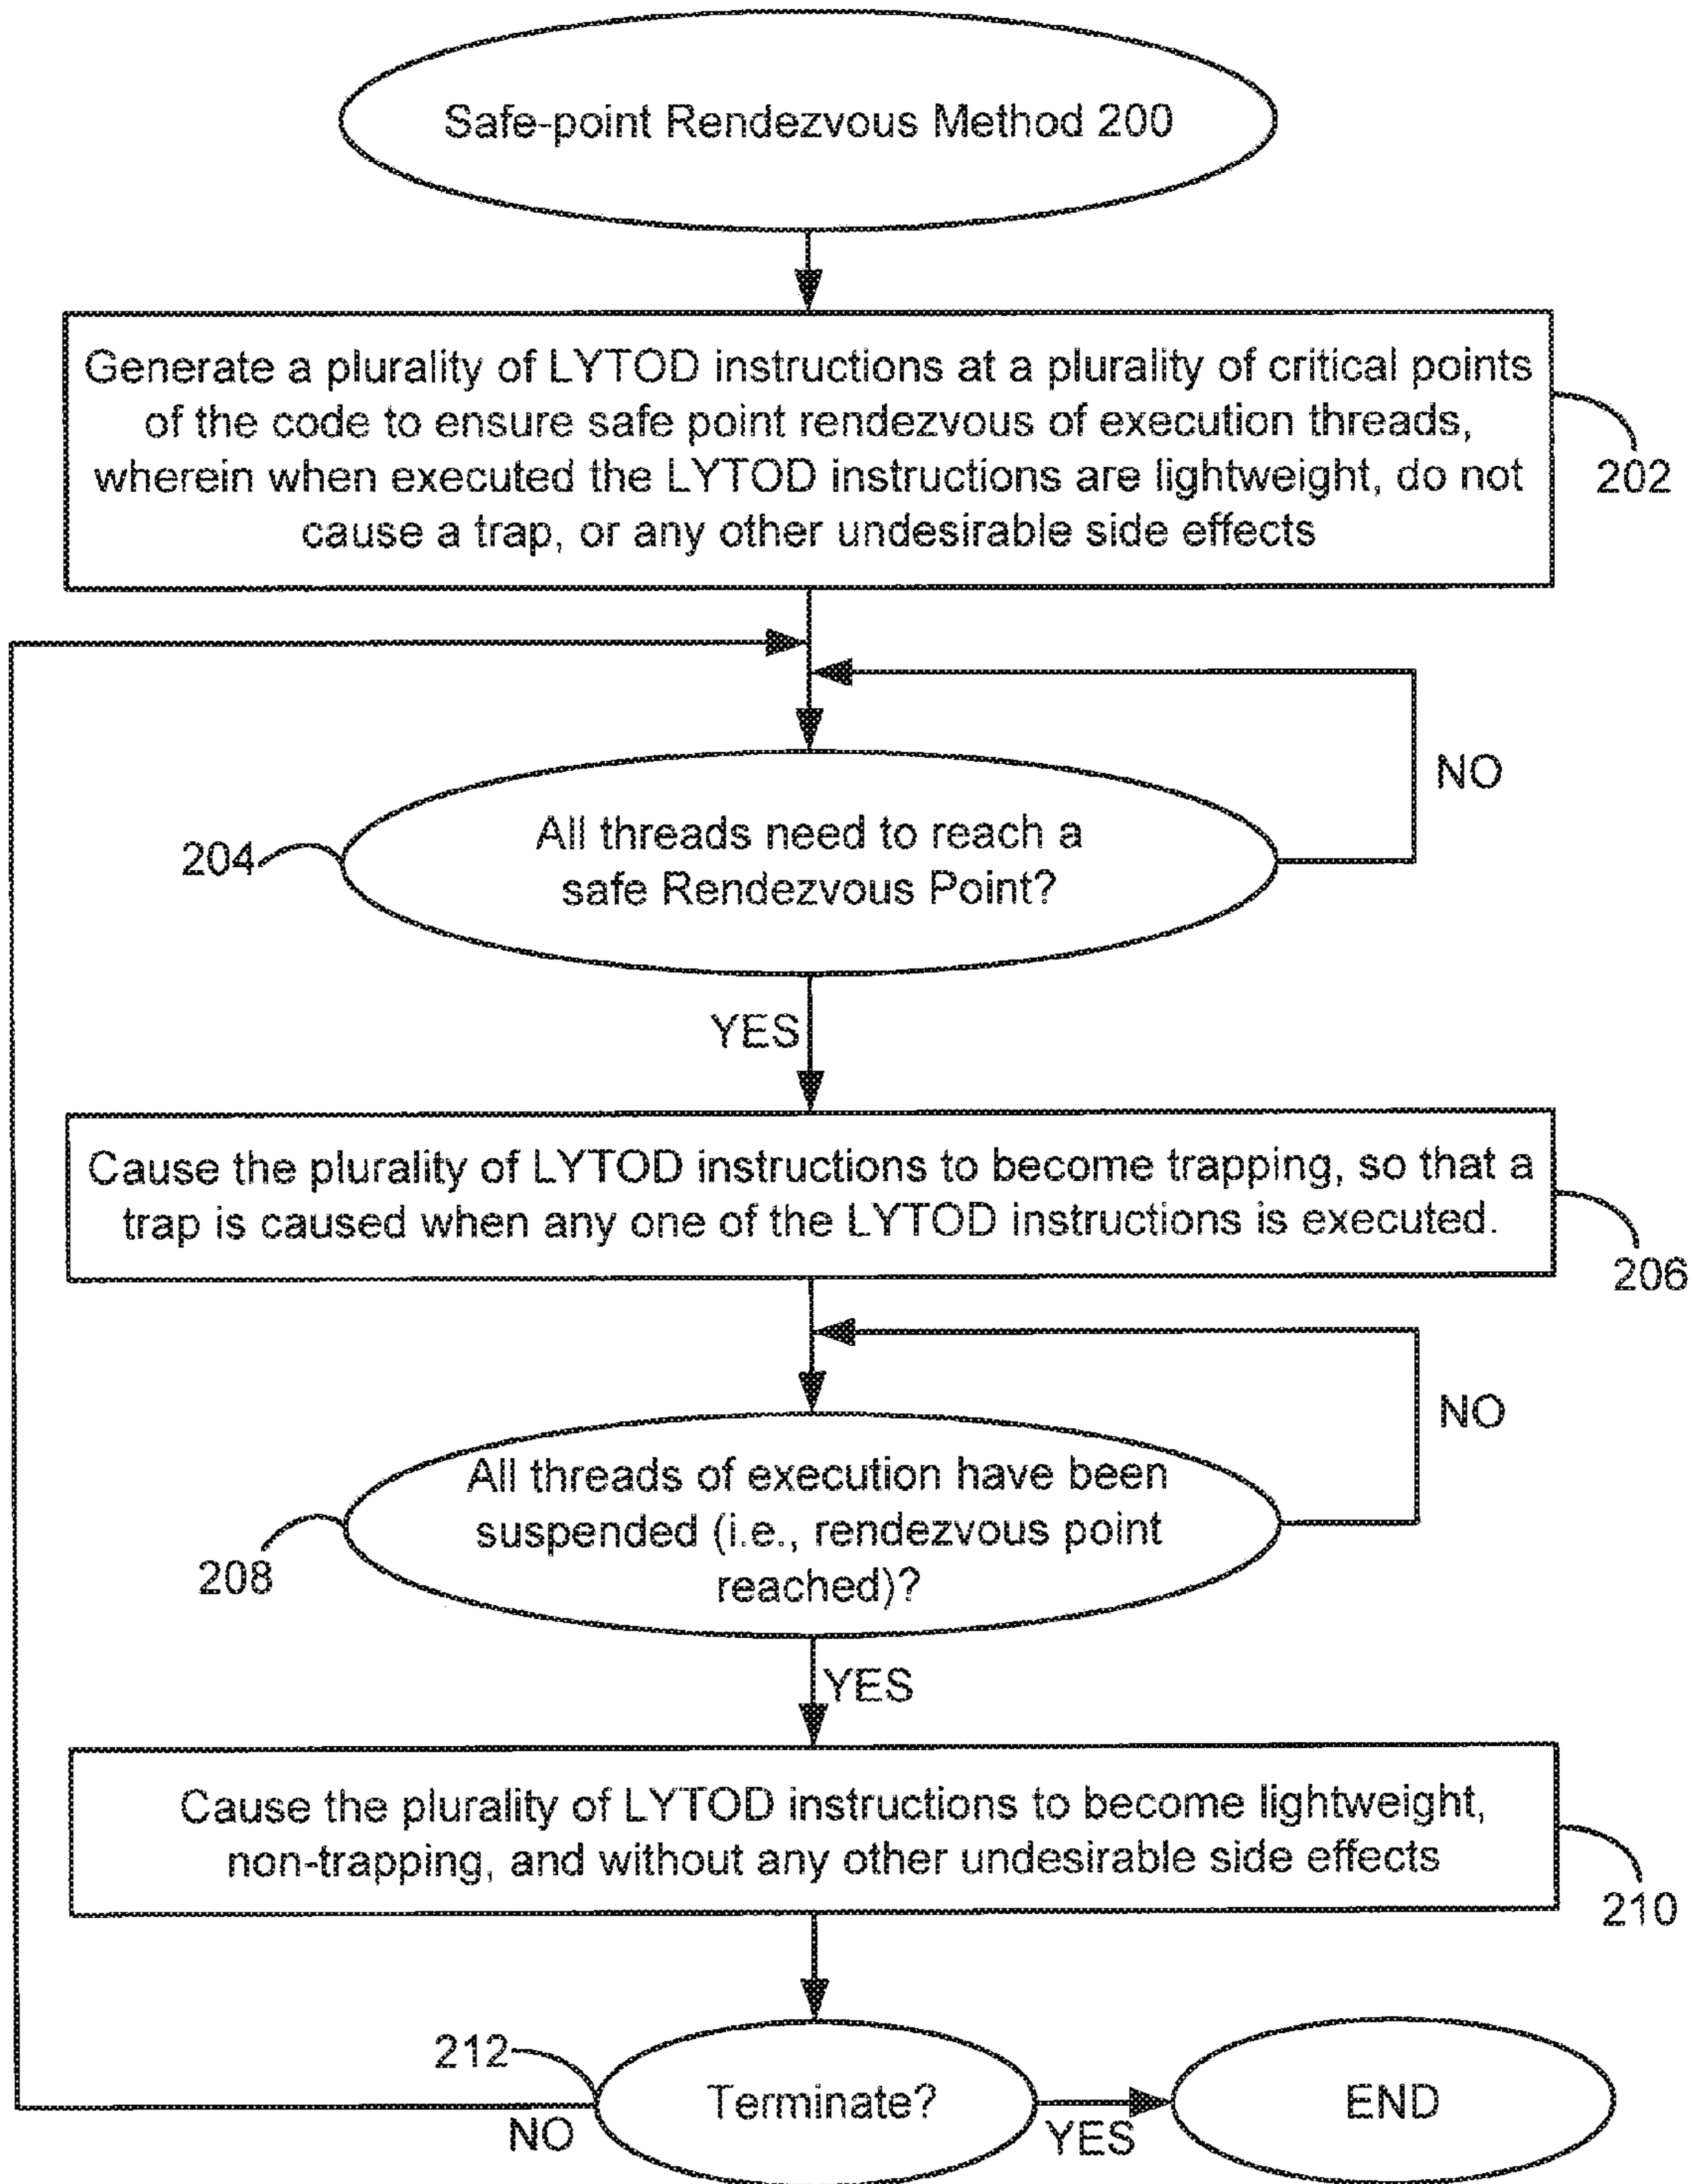 Safe-point Rendezvous Method 200
Generate a plurality of LYTOD instructions at a plurality of critical points
of the code to ensure safe point rendezvous of execution threads,
wherein when executed the LYTOD instructions are lightweight, do not
cause a trap, or any other undesirable side effects
202
NO
204
All threads need to reach a
safe Rendezvous Point?
YES
Cause the plurality of LYTOD instructions to become trapping, so that a
trap is caused when any one of the LYTOD instructions is executed.
206
NO
All threads of execution have been
suspended (i.e., rendezvous point
reached)?
208
YES
Cause the plurality of LYTOD instructions to become lightweight,
non-trapping, and without any other undesirable side effects
210
212
Terminate?
END
NO
YES